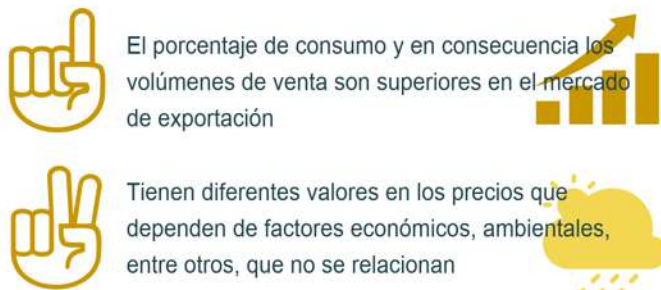 El porcentaje de consumo y en consecuencia los
volúmenes de venta son superiores en el mercado
de exportación
Tienen diferentes valores en los precios que
dependen de factores económicos, ambientales,
entre otros, que no se relacionan